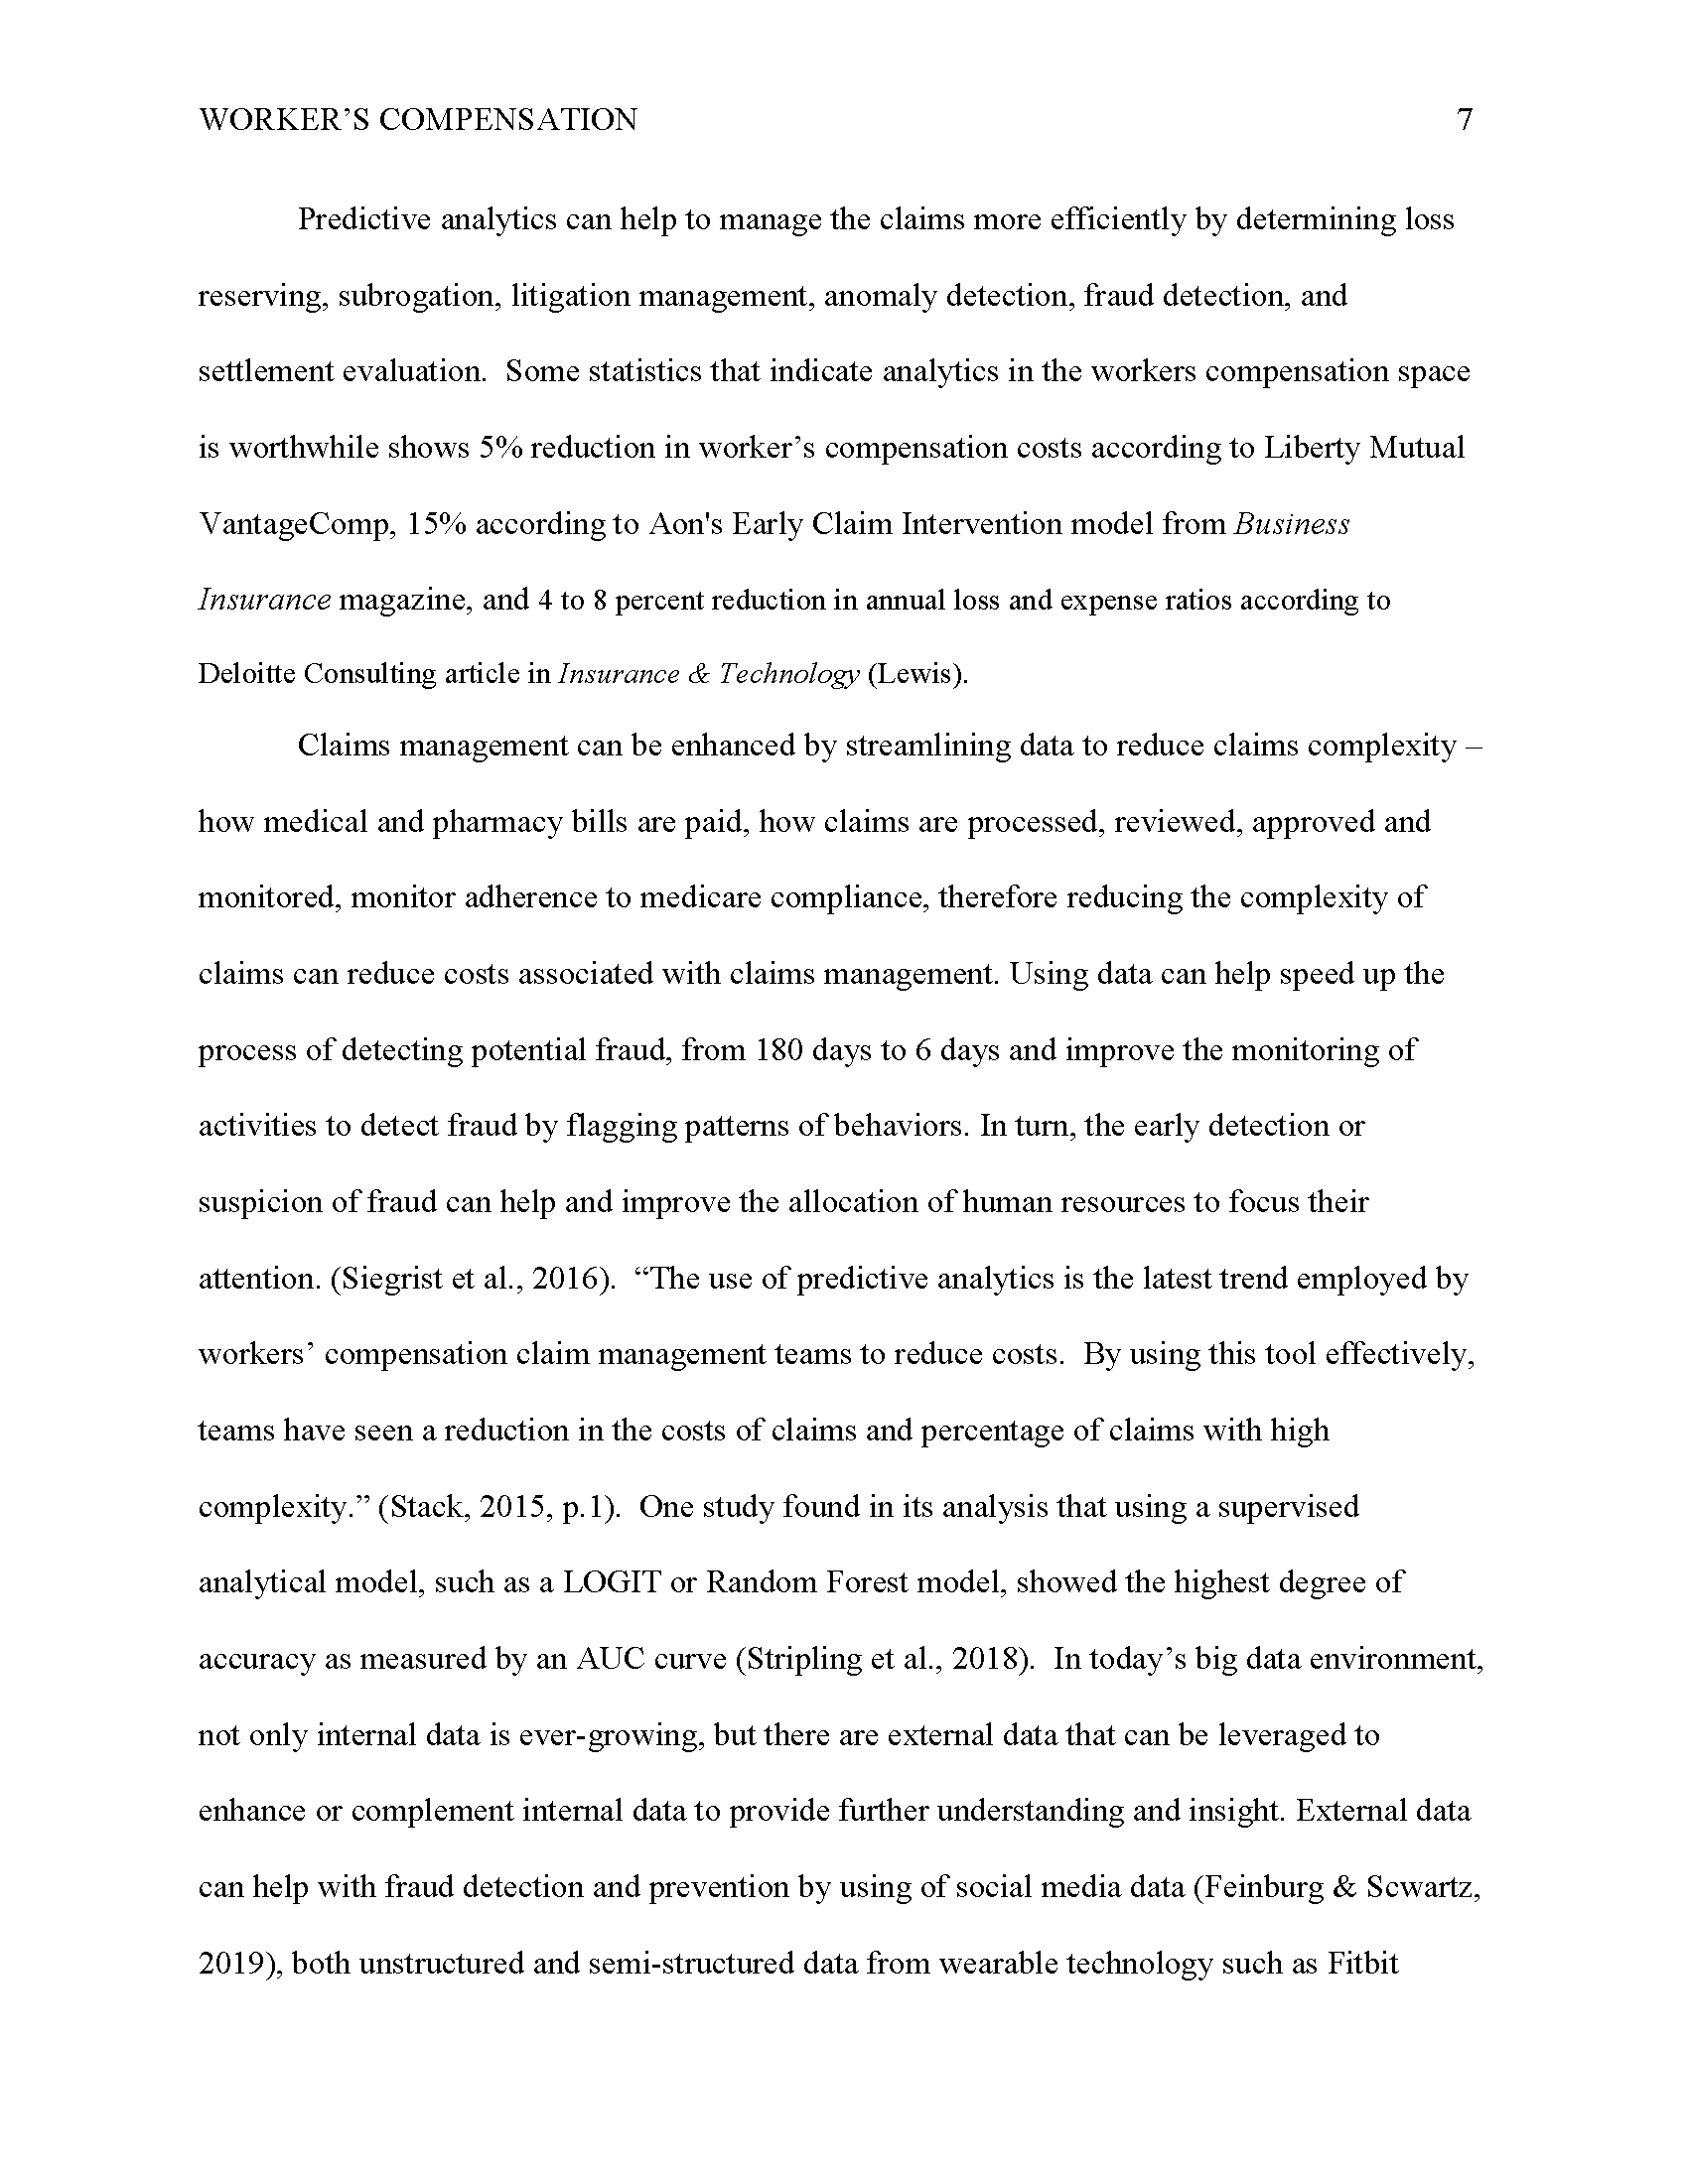 WORKER’S COMPENSATION 7
Predictive analytics can help to manage the claims more efficiently by determining loss
reserving, subrogation, litigation management, anomaly detection, fraud detection, and
settlement evaluation.  Some statistics that indicate analytics in the workers compensation space
is worthwhile shows 5% reduction in worker’s compensation costs according to Liberty Mutual
VantageComp, 15% according to Aon's Early Claim Intervention model from Business
Insurance magazine, and 4 to 8 percent reduction in annual loss and expense ratios according to
Deloitte Consulting article in Insurance & Technology (Lewis).
Claims management can be enhanced by streamlining data to reduce claims complexity –
how medical and pharmacy bills are paid, how claims are processed, reviewed, approved and
monitored, monitor adherence to medicare compliance, therefore reducing the complexity of
claims can reduce costs associated with claims management. Using data can help speed up the
process of detecting potential fraud, from 180 days to 6 days and improve the monitoring of
activities to detect fraud by flagging patterns of behaviors. In turn, the early detection or
suspicion of fraud can help and improve the allocation of human resources to focus their
attention. (Siegrist et al., 2016).  “The use of predictive analytics is the latest trend employed by
workers’ compensation claim management teams to reduce costs.  By using this tool effectively,
teams have seen a reduction in the costs of claims and percentage of claims with high
complexity.” (Stack, 2015, p.1).  One study found in its analysis that using a supervised
analytical model, such as a LOGIT or Random Forest model, showed the highest degree of
accuracy as measured by an AUC curve (Stripling et al., 2018).  In today’s big data environment,
not only internal data is ever-growing, but there are external data that can be leveraged to
enhance or complement internal data to provide further understanding and insight. External data
can help with fraud detection and prevention by using of social media data (Feinburg & Scwartz,
2019), both unstructured and semi-structured data from wearable technology such as Fitbit